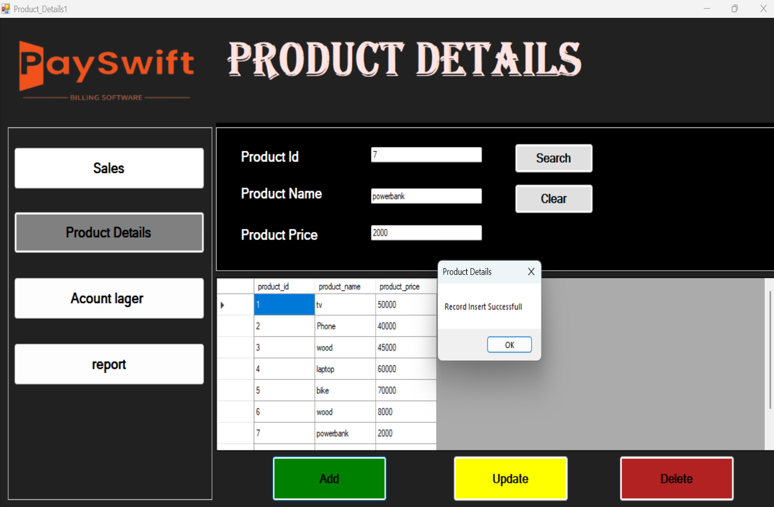 Product_Details1
PaySwift
BILLING SOFTWARE
PRODUCT DETAILS
Sales
Product Details
Acount lager
report
Product Id
7
Search
Product Name
powerbank
Clear
Product Price
2000
product_id product_name product_price
1 tv 50000
2 Phone 40000
3 wood 45000
4 laptop 60000
5 bike 70000
6 wood 8000
7 powerbank 2000
Product Details
Record Insert Successfull
OK
Add
Update
Delete